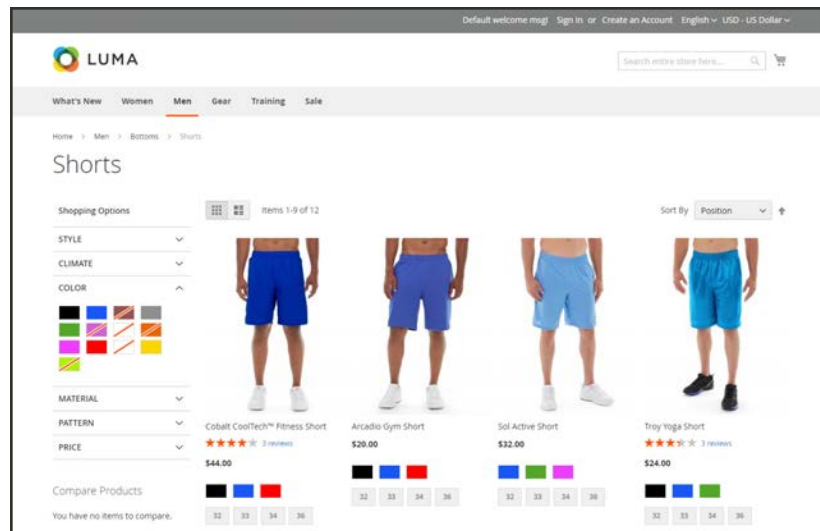 Default welcome msg! Sign In or Create an Account English USD - US Dollar
LUMA
Search entire store here...
What's New Women Men Gear Training Sale
Home > Men > Bottoms > Shorts
Shorts
Shopping Options
Items 1-9 of 12
Sort By Position
STYLE
CLIMATE
COLOR
MATERIAL
PATTERN
PRICE
Compare Products
You have no items to compare.
Cobalt CoolTech™ Fitness Short
3 reviews
$44.00
32 33 34 36
Arcadio Gym Short
$20.00
32 33 34 36
Sol Active Short
$32.00
32 33 34 36
Troy Yoga Short
3 reviews
$24.00
32 33 34 36